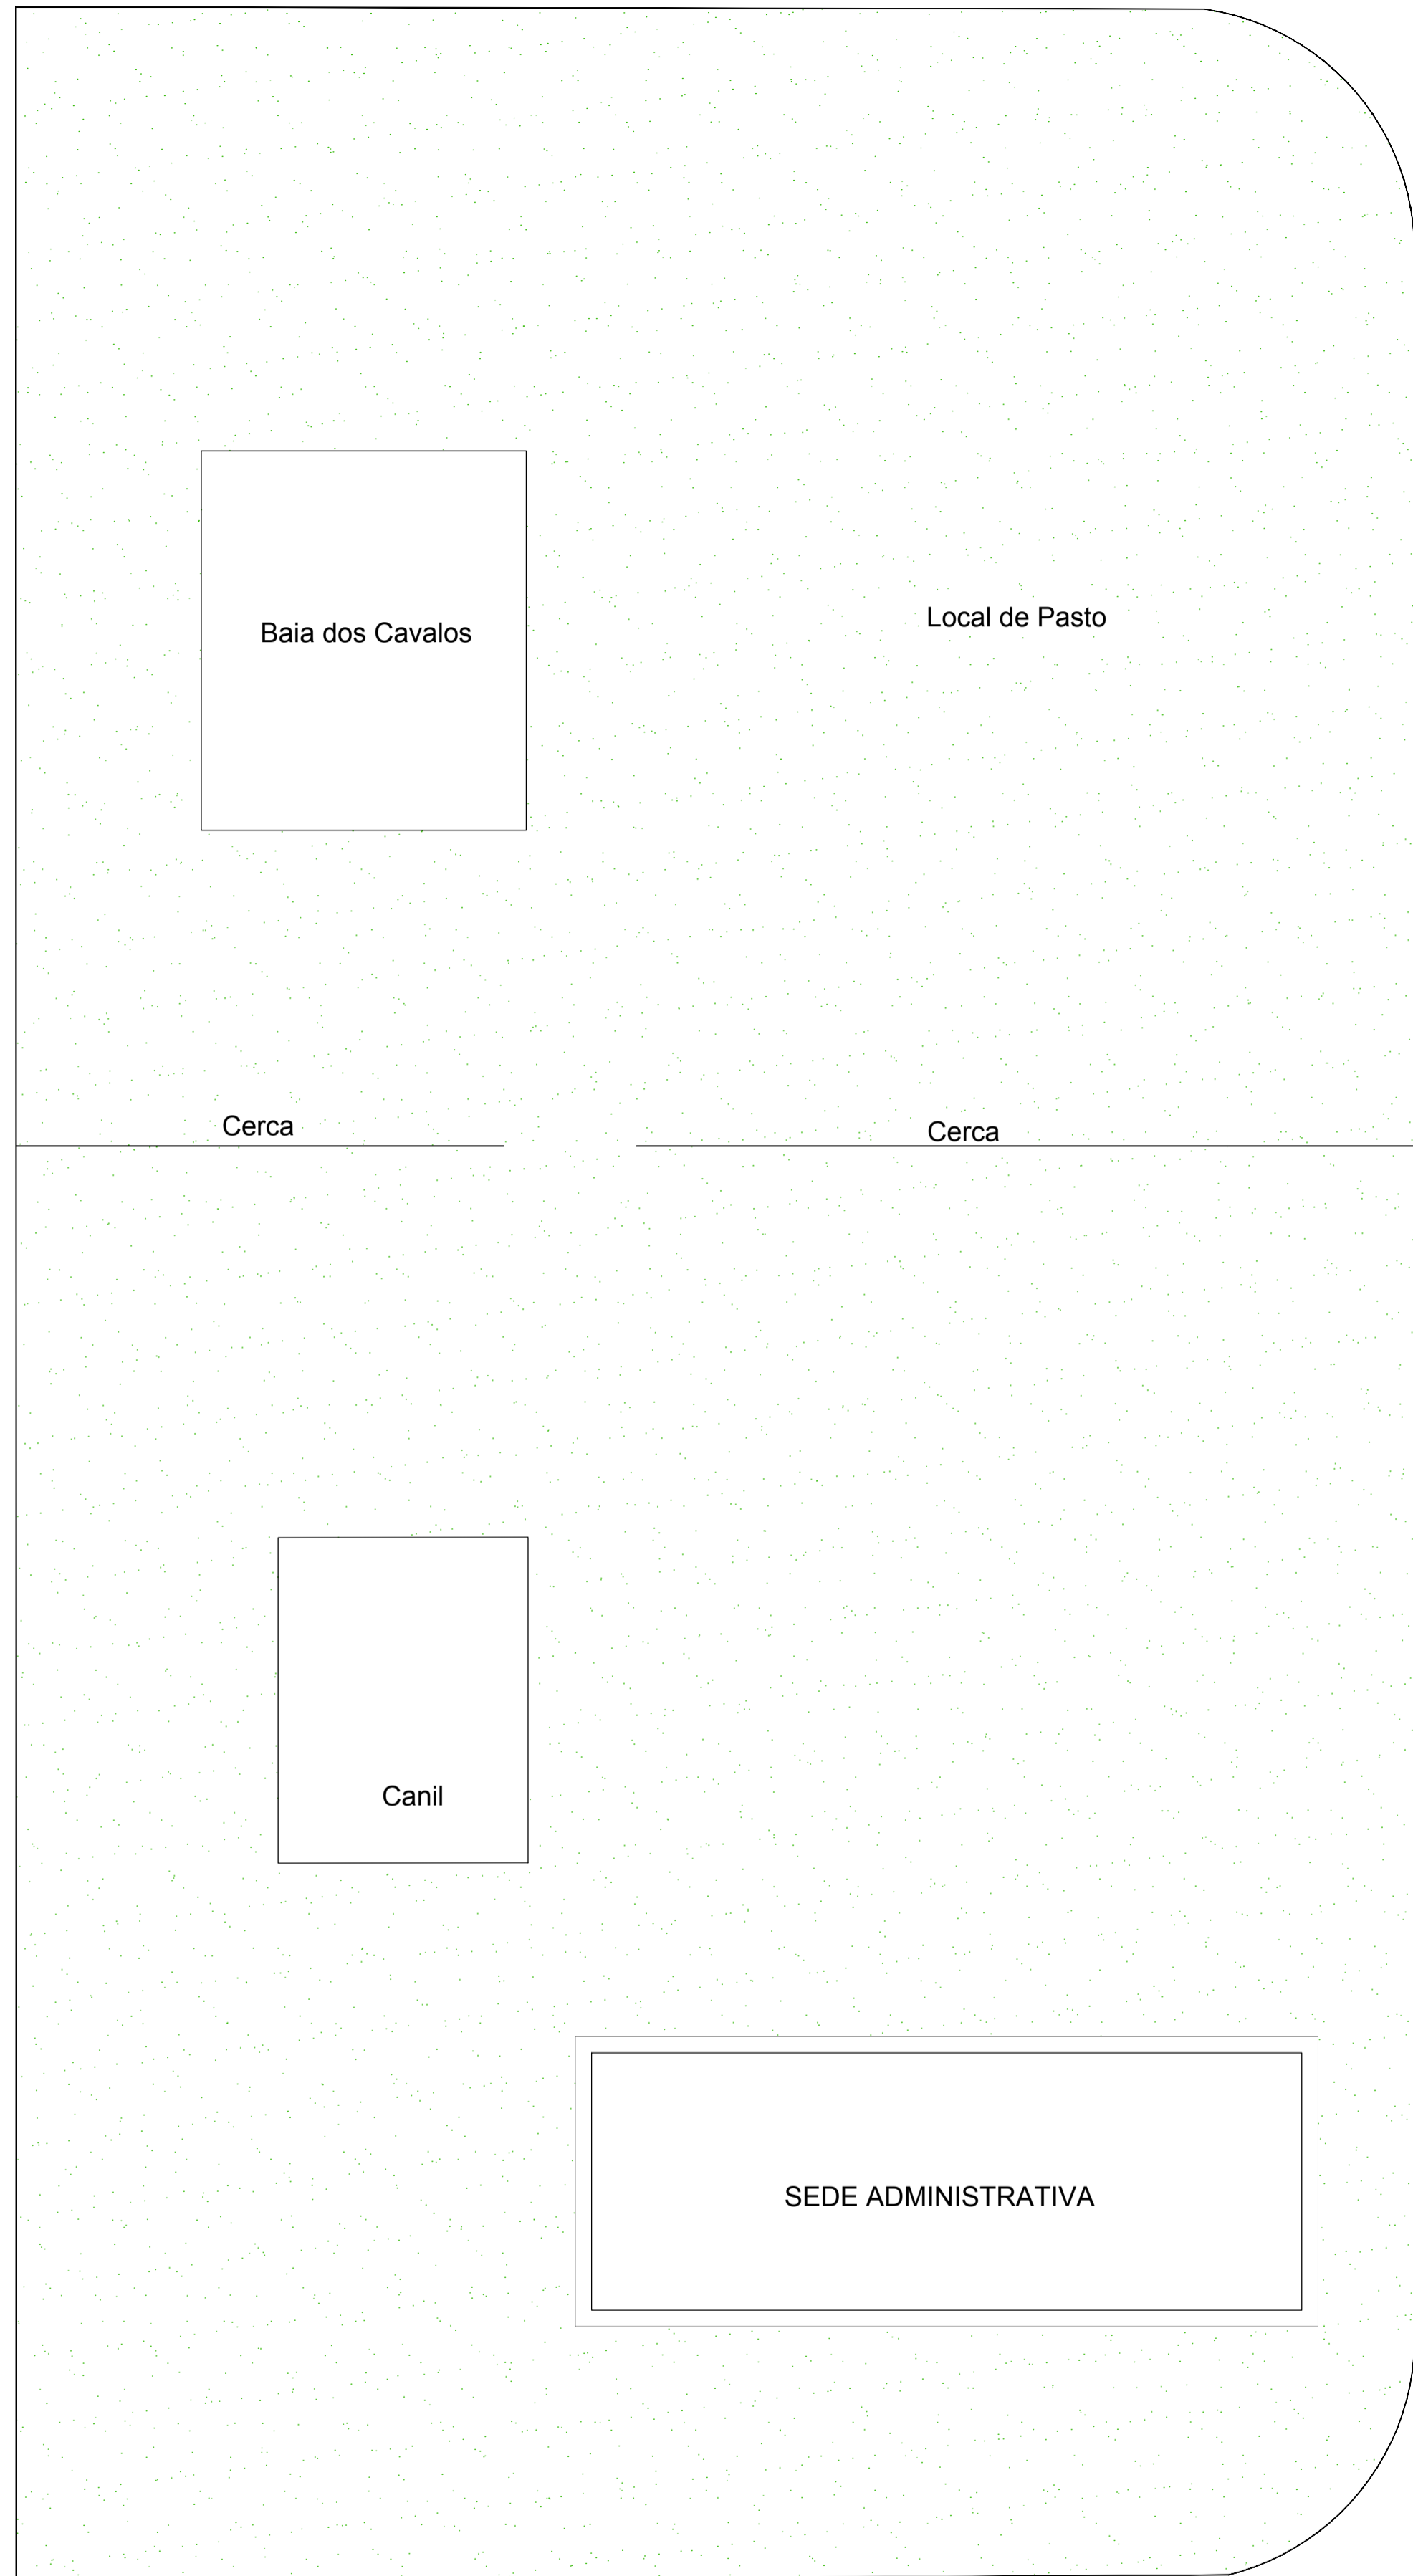 Local de Pasto
Baia dos Cavalos
Cerca
Cerca
Canil
SEDE ADMINISTRATIVA